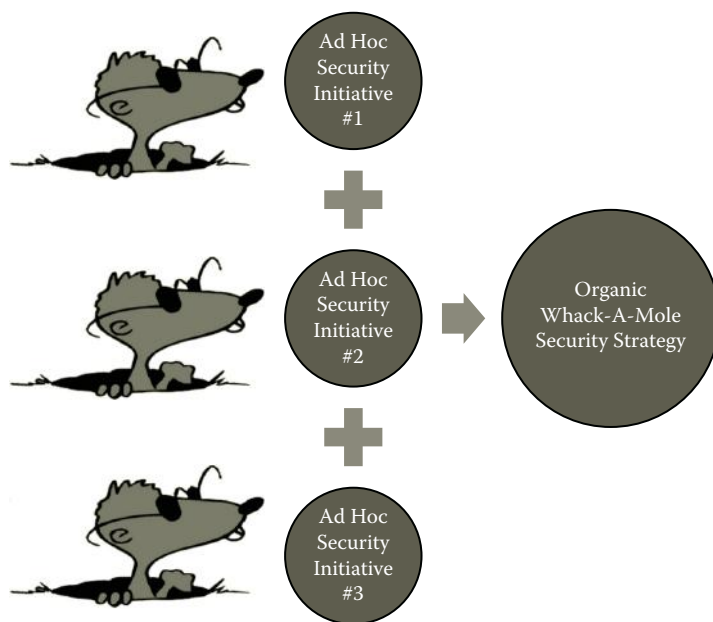 Ad Hoc
Security
Initiative
#1
Ad Hoc
Security
Initiative
#2
Organic
Whack-A-Mole
Security Strategy
Ad Hoc
Security
Initiative
#3